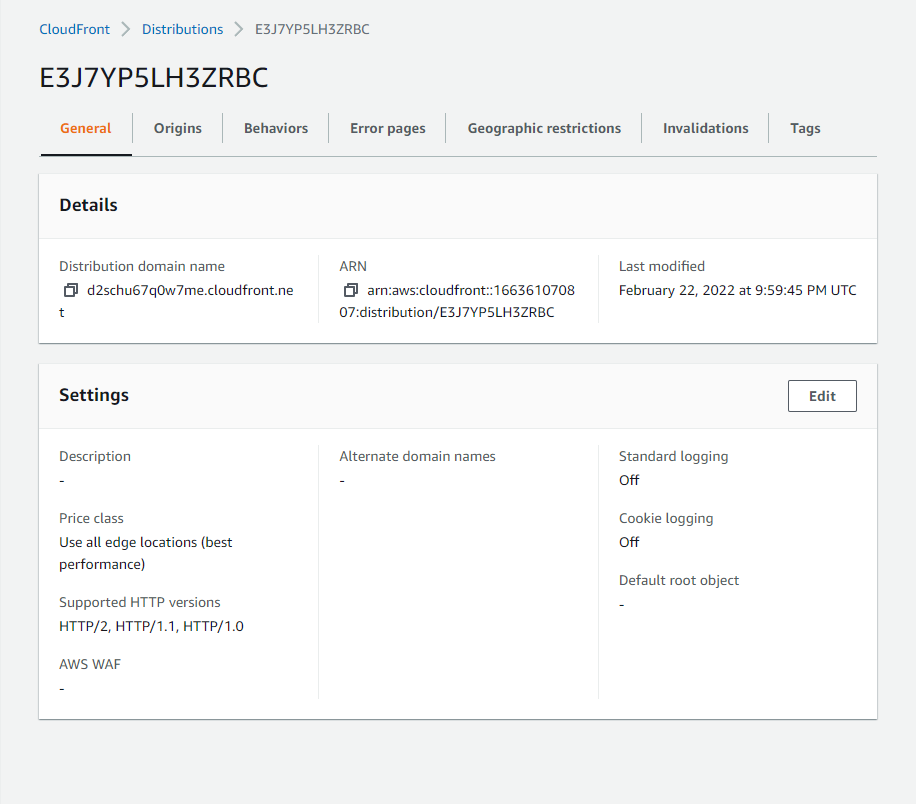 CloudFront > Distributions > E3J7YP5LH3ZRBC
E3J7YP5LH3ZRBC
General Origins Behaviors Error pages Geographic restrictions Invalidations Tags
Details
Distribution domain name
d2schu67q0w7me.cloudfront.ne
t
ARN
arn:aws:cloudfront::1663610708
07:distribution/E3J7YP5LH3ZRBC
Last modified
February 22, 2022 at 9:59:45 PM UTC
Settings
Edit
Description
-
Price class
Use all edge locations (best
performance)
Supported HTTP versions
HTTP/2, HTTP/1.1, HTTP/1.0
AWS WAF
-
Alternate domain names
-
Standard logging
Off
Cookie logging
Off
Default root object
-